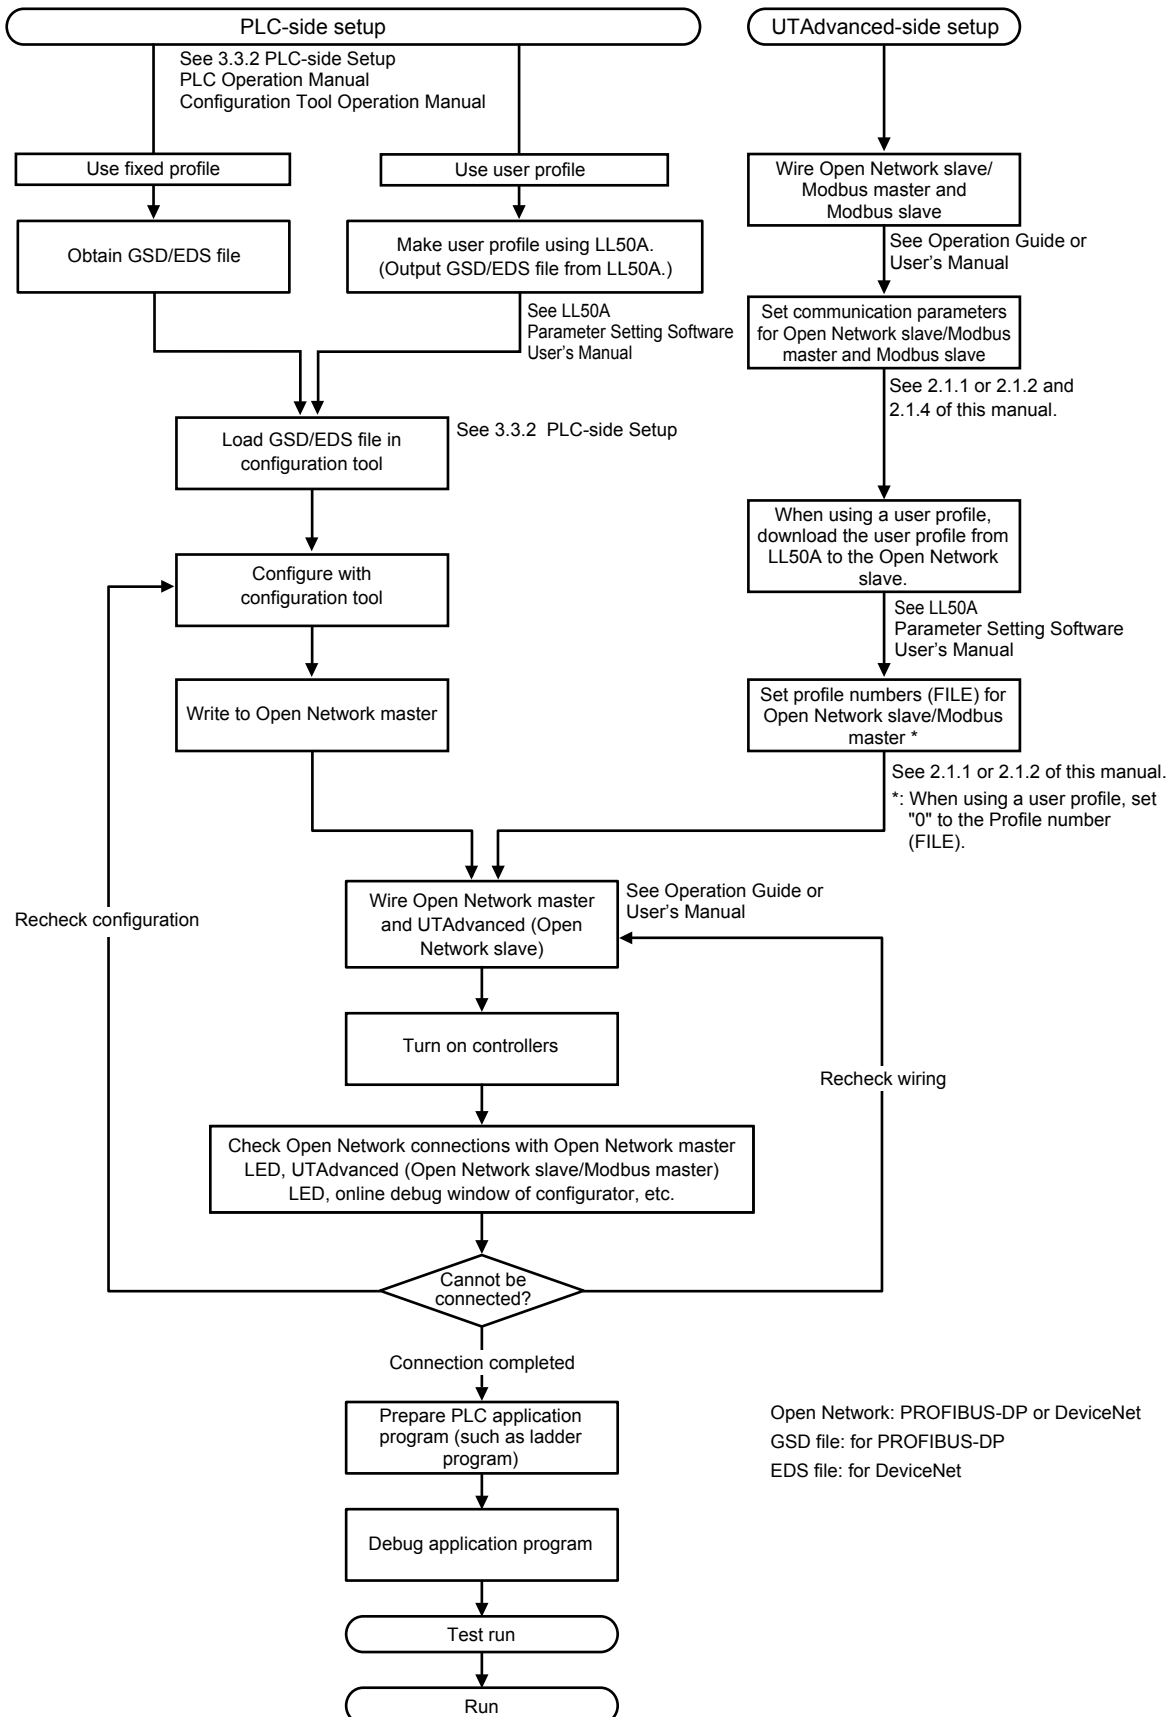 PLC-side setup
UTAdvanced-side setup
See 3.3.2 PLC-side Setup
PLC Operation Manual
Configuration Tool Operation Manual
Use fixed profile
Use user profile
Wire Open Network slave/
Modbus master and
Modbus slave
Obtain GSD/EDS file
Make user profile using LL50A.
(Output GSD/EDS file from LL50A.)
See Operation Guide or
User’s Manual
See LL50A
Parameter Setting Software
User’s Manual
Set communication parameters
for Open Network slave/Modbus
master and Modbus slave
See 2.1.1 or 2.1.2 and
2.1.4 of this manual.
Load GSD/EDS file in
configuration tool
See 3.3.2 PLC-side Setup
When using a user profile,
download the user profile from
LL50A to the Open Network
slave.
Configure with
configuration tool
See LL50A
Parameter Setting Software
User’s Manual
Write to Open Network master
Set profile numbers (FILE) for
Open Network slave/Modbus
master *
See 2.1.1 or 2.1.2 of this manual.
*: When using a user profile, set
"0" to the Profile number
(FILE).
Wire Open Network master
and UTAdvanced (Open
Network slave)
See Operation Guide or
User’s Manual
Recheck configuration
Turn on controllers
Recheck wiring
Check Open Network connections with Open Network master
LED, UTAdvanced (Open Network slave/Modbus master)
LED, online debug window of configurator, etc.
Cannot be
connected?
Connection completed
Prepare PLC application
program (such as ladder
program)
Open Network: PROFIBUS-DP or DeviceNet
GSD file: for PROFIBUS-DP
EDS file: for DeviceNet
Debug application program
Test run
Run